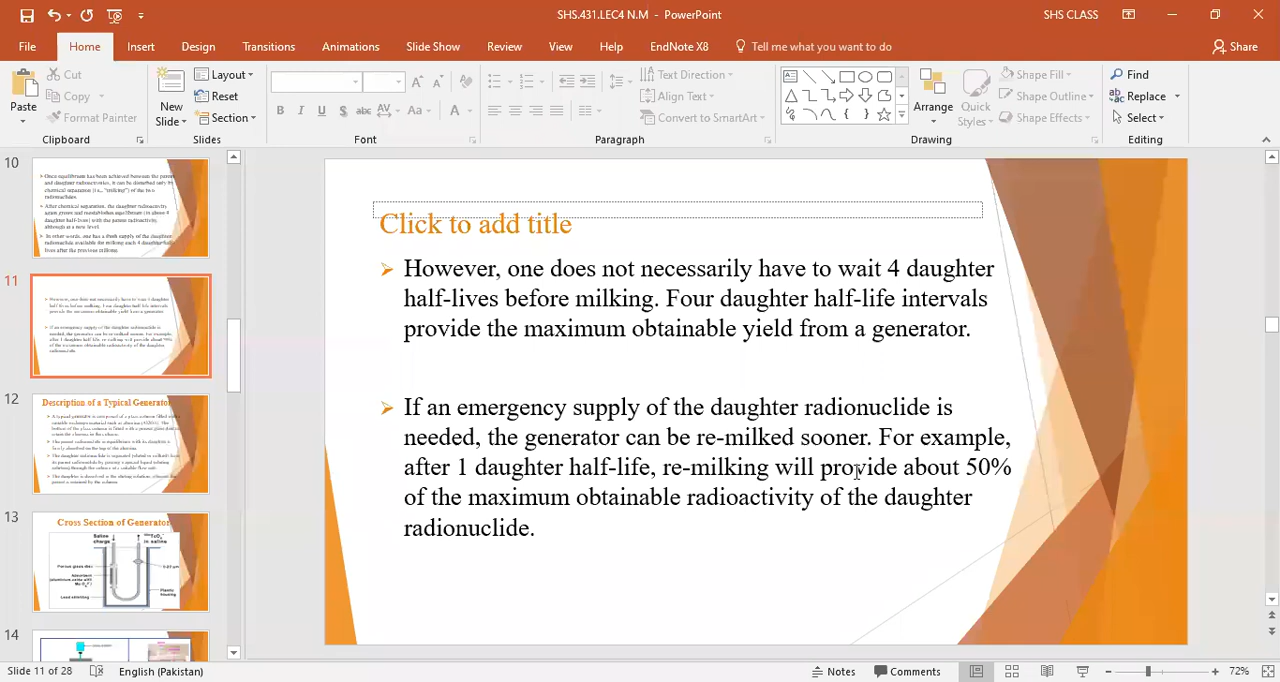 SHS.431.LEC4 N.M - PowerPoint
SHS CLASS
File Home Insert Design Transitions Animations Slide Show Review View Help EndNote X8 Tell me what you want to do Share
Paste
Cut
Copy
Format Painter
Clipboard
New Slide
Layout
Reset
Section
Slides
Font
Text Direction
Align Text
Convert to SmartArt
Paragraph
Arrange
Quick Styles
Shape Fill
Shape Outline
Shape Effects
Drawing
Find
Replace
Select
Editing
10
11
12
Description of a Typical Generator
13
Cross Section of Generator
14
Click to add title
However, one does not necessarily have to wait 4 daughter
half-lives before milking. Four daughter half-life intervals
provide the maximum obtainable yield from a generator.
If an emergency supply of the daughter radionuclide is
needed, the generator can be re-milked sooner. For example,
after 1 daughter half-life, re-milking will provide about 50%
of the maximum obtainable radioactivity of the daughter
radionuclide.
Slide 11 of 28 English (Pakistan) Notes Comments 72%